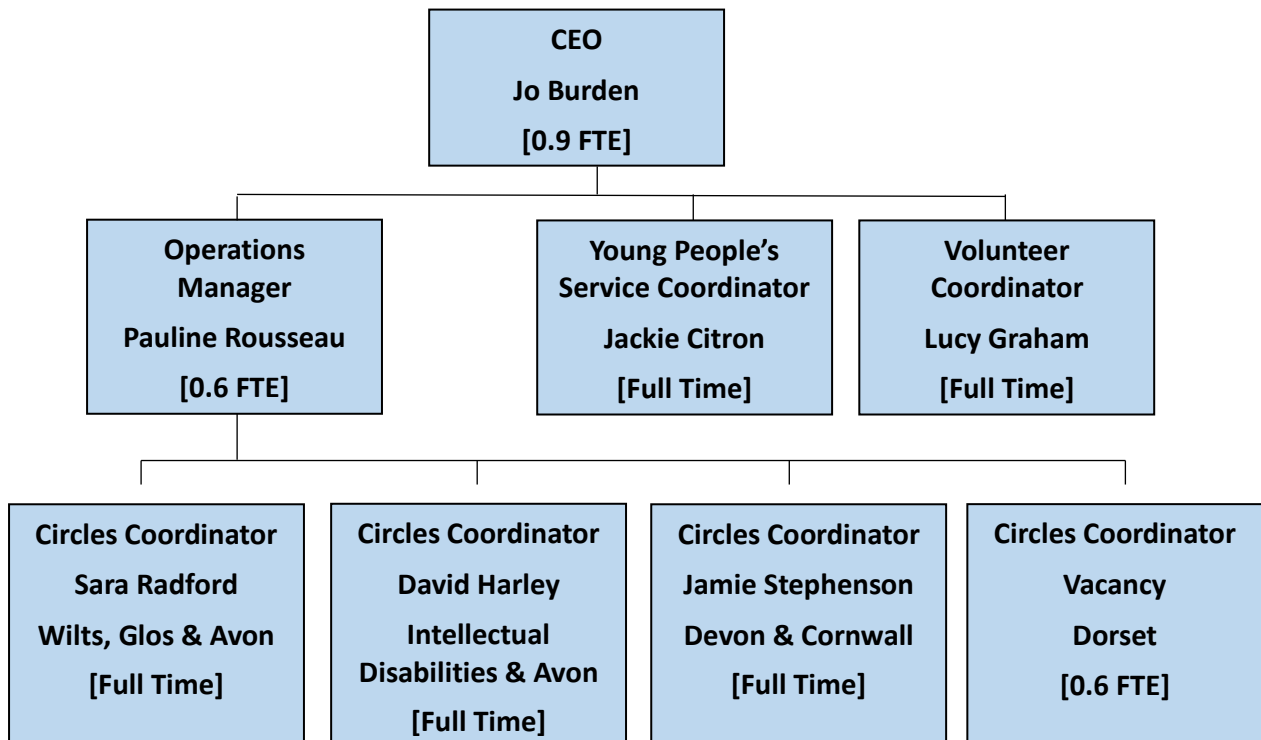 CEO
Jo Burden
[0.9 FTE]
Operations
Manager
Pauline Rousseau
[0.6 FTE]
Young People’s
Service Coordinator
Jackie Citron
[Full Time]
Volunteer
Coordinator
Lucy Graham
[Full Time]
Circles Coordinator
Sara Radford
Wilts, Glos & Avon
[Full Time]
Circles Coordinator
David Harley
Intellectual
Disabilities & Avon
[Full Time]
Circles Coordinator
Jamie Stephenson
Devon & Cornwall
[Full Time]
Circles Coordinator
Vacancy
Dorset
[0.6 FTE]